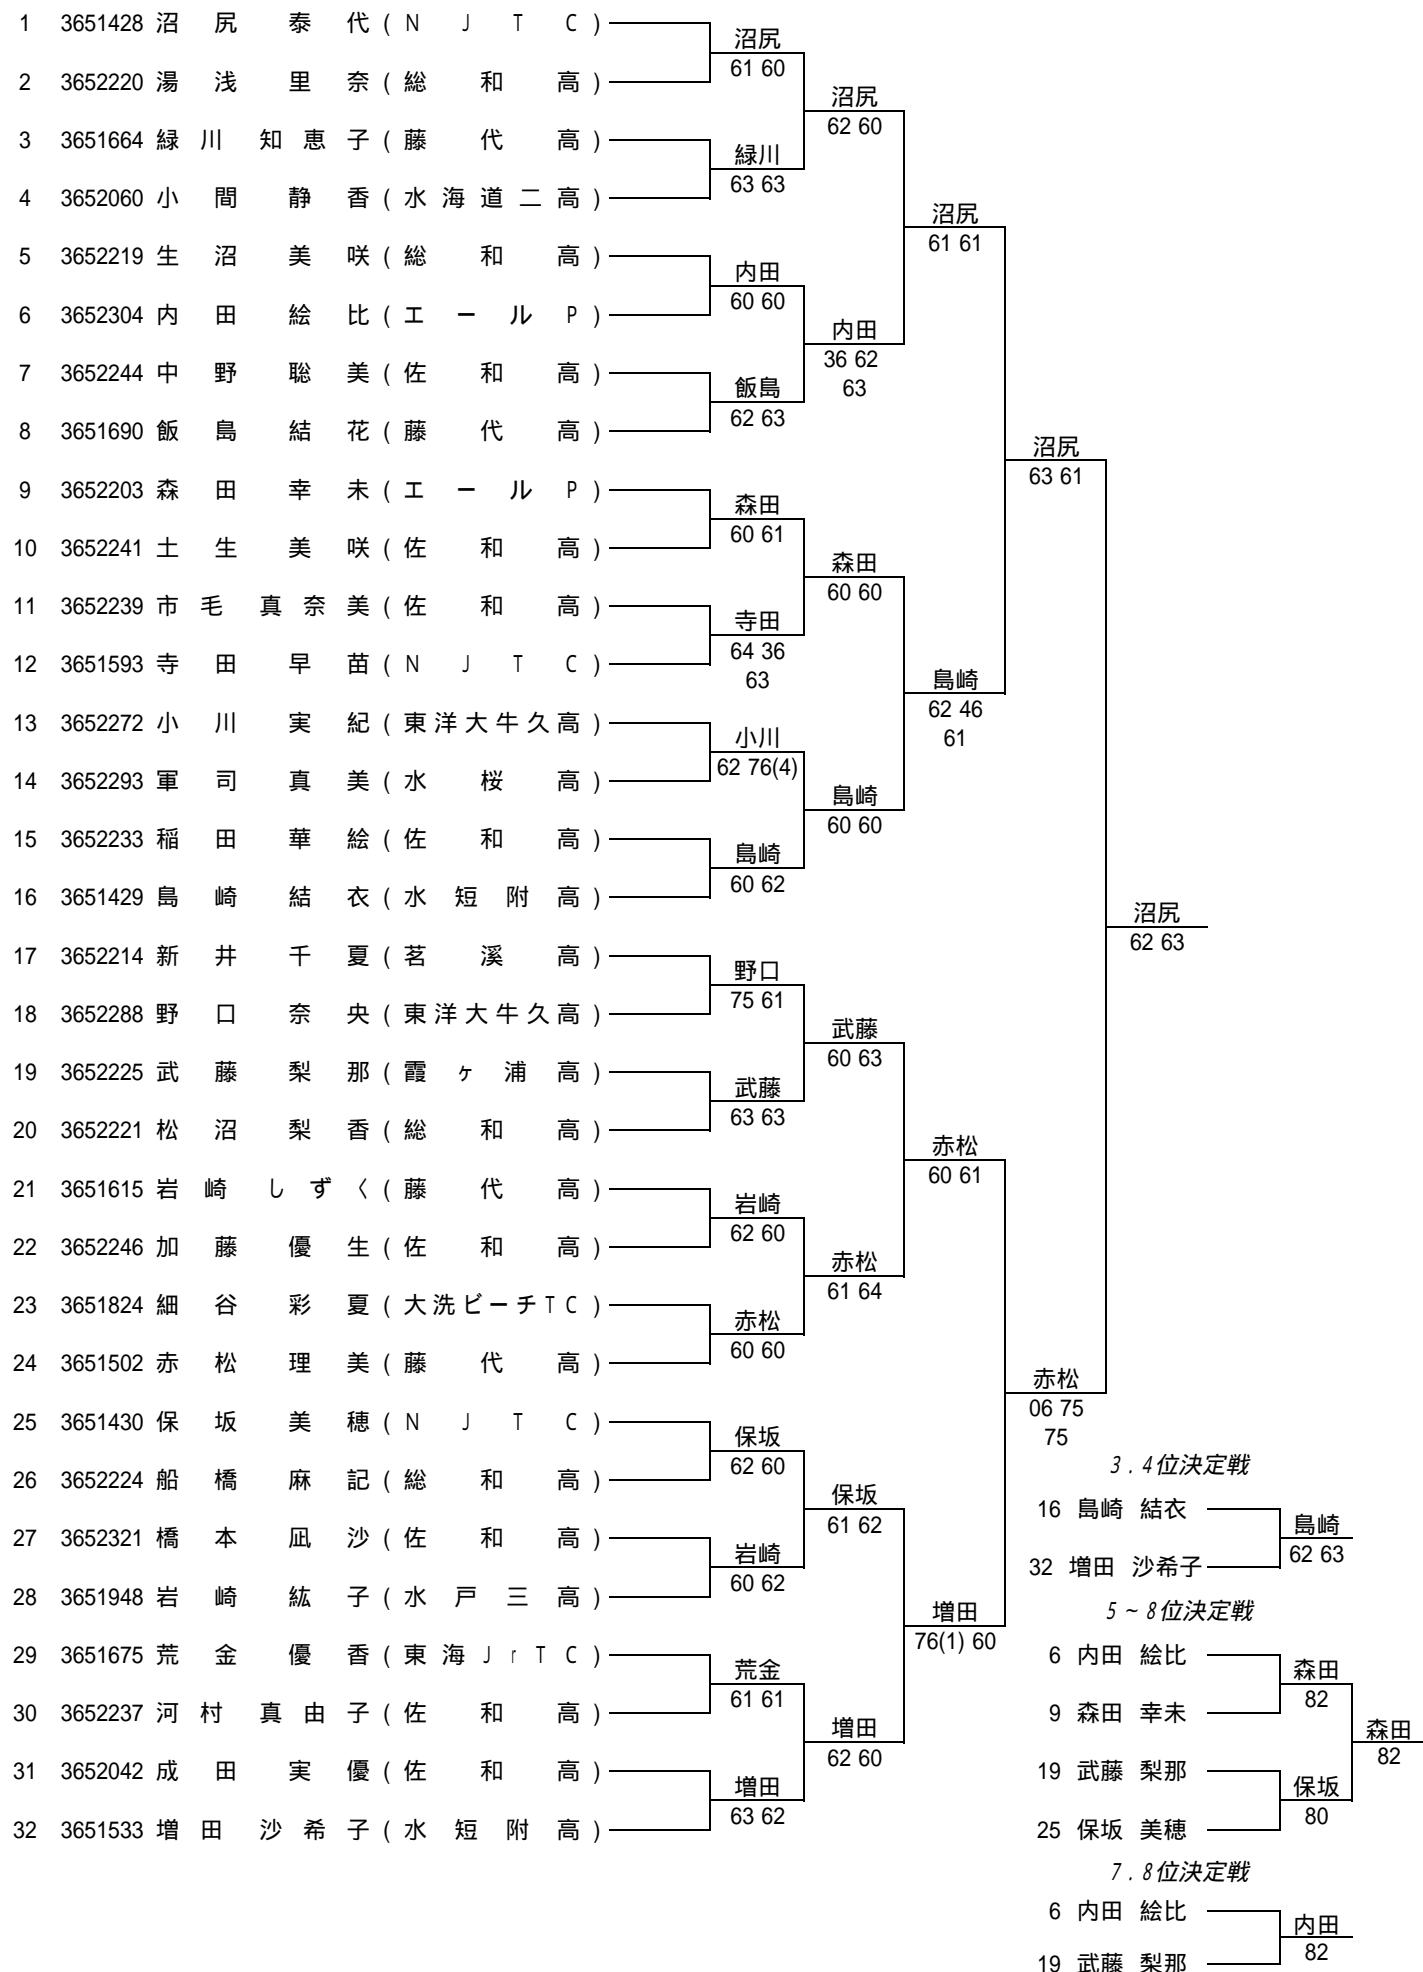 1 3651428 沼尻 泰代 (NJTC)
沼尻
61 60
2 3652220 湯浅 里奈 (総和高)
沼尻
62 60
3 3651664 緑川 知恵子 (藤代高)
緑川
63 63
4 3652060 小間 静香 (水海道二高)
沼尻
61 61
5 3652219 生沼 美咲 (総和高)
内田
60 60
6 3652304 内田 絵比 (エールP)
内田
36 62
63
7 3652244 中野 聡美 (佐和高)
飯島
62 63
8 3651690 飯島 結花 (藤代高)
沼尻
63 61
9 3652203 森田 幸未 (エールP)
森田
60 61
10 3652241 土生 美咲 (佐和高)
森田
60 60
11 3652239 市毛 真奈美 (佐和高)
寺田
64 36
63
12 3651593 寺田 早苗 (NJTC)
島崎
62 46
61
13 3652272 小川 実紀 (東洋大牛久高)
小川
62 76(4)
14 3652293 軍司 真美 (水桜高)
島崎
60 60
15 3652233 稲田 華絵 (佐和高)
島崎
60 62
16 3651429 島崎 結衣 (水短附高)
沼尻
62 63
17 3652214 新井 千夏 (茗溪高)
野口
75 61
18 3652288 野口 奈央 (東洋大牛久高)
武藤
60 63
19 3652225 武藤 梨那 (霞ヶ浦高)
武藤
63 63
20 3652221 松沼 梨香 (総和高)
赤松
60 61
21 3651615 岩崎 しずく (藤代高)
岩崎
62 60
22 3652246 加藤 優生 (佐和高)
赤松
61 64
23 3651824 細谷 彩夏 (大洗ビーチTC)
赤松
60 60
24 3651502 赤松 理美 (藤代高)
赤松
06 75
75
25 3651430 保坂 美穂 (NJTC)
保坂
62 60
26 3652224 船橋 麻記 (総和高)
保坂
61 62
27 3652321 橋本 凪沙 (佐和高)
岩崎
60 62
28 3651948 岩崎 紘子 (水戸三高)
増田
76(1) 60
29 3651675 荒金 優香 (東海JrTC)
荒金
61 61
30 3652237 河村 真由子 (佐和高)
増田
62 60
31 3652042 成田 実優 (佐和高)
増田
63 62
32 3651533 増田 沙希子 (水短附高)
3.4位決定戦
16 島崎 結衣
島崎
62 63
32 増田 沙希子
5~8位決定戦
6 内田 絵比
森田
82
9 森田 幸未
森田
82
19 武藤 梨那
保坂
80
25 保坂 美穂
7.8位決定戦
6 内田 絵比
内田
82
19 武藤 梨那